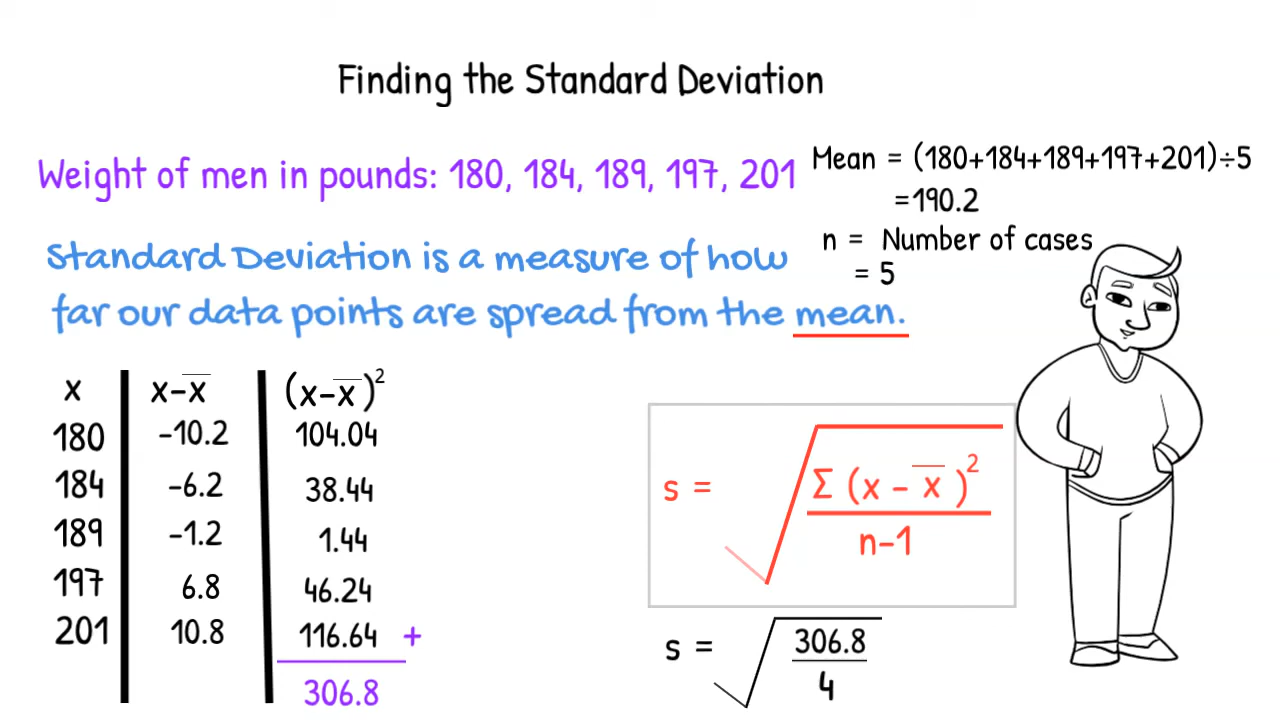 Finding the Standard Deviation
Weight of men in pounds: 180, 184, 189, 197, 201
Mean = (180+184+189+197+201)÷5
=190.2
n = Number of cases
= 5
Standard Deviation is a measure of how
far our data points are spread from the mean.
x x-x̅ (x-x̅)²
180 -10.2 104.04
184 -6.2 38.44
189 -1.2 1.44
197 6.8 46.24
201 10.8 116.64 +
306.8
s = √
Σ (x - x̅)²
n-1
s = √
306.8
4